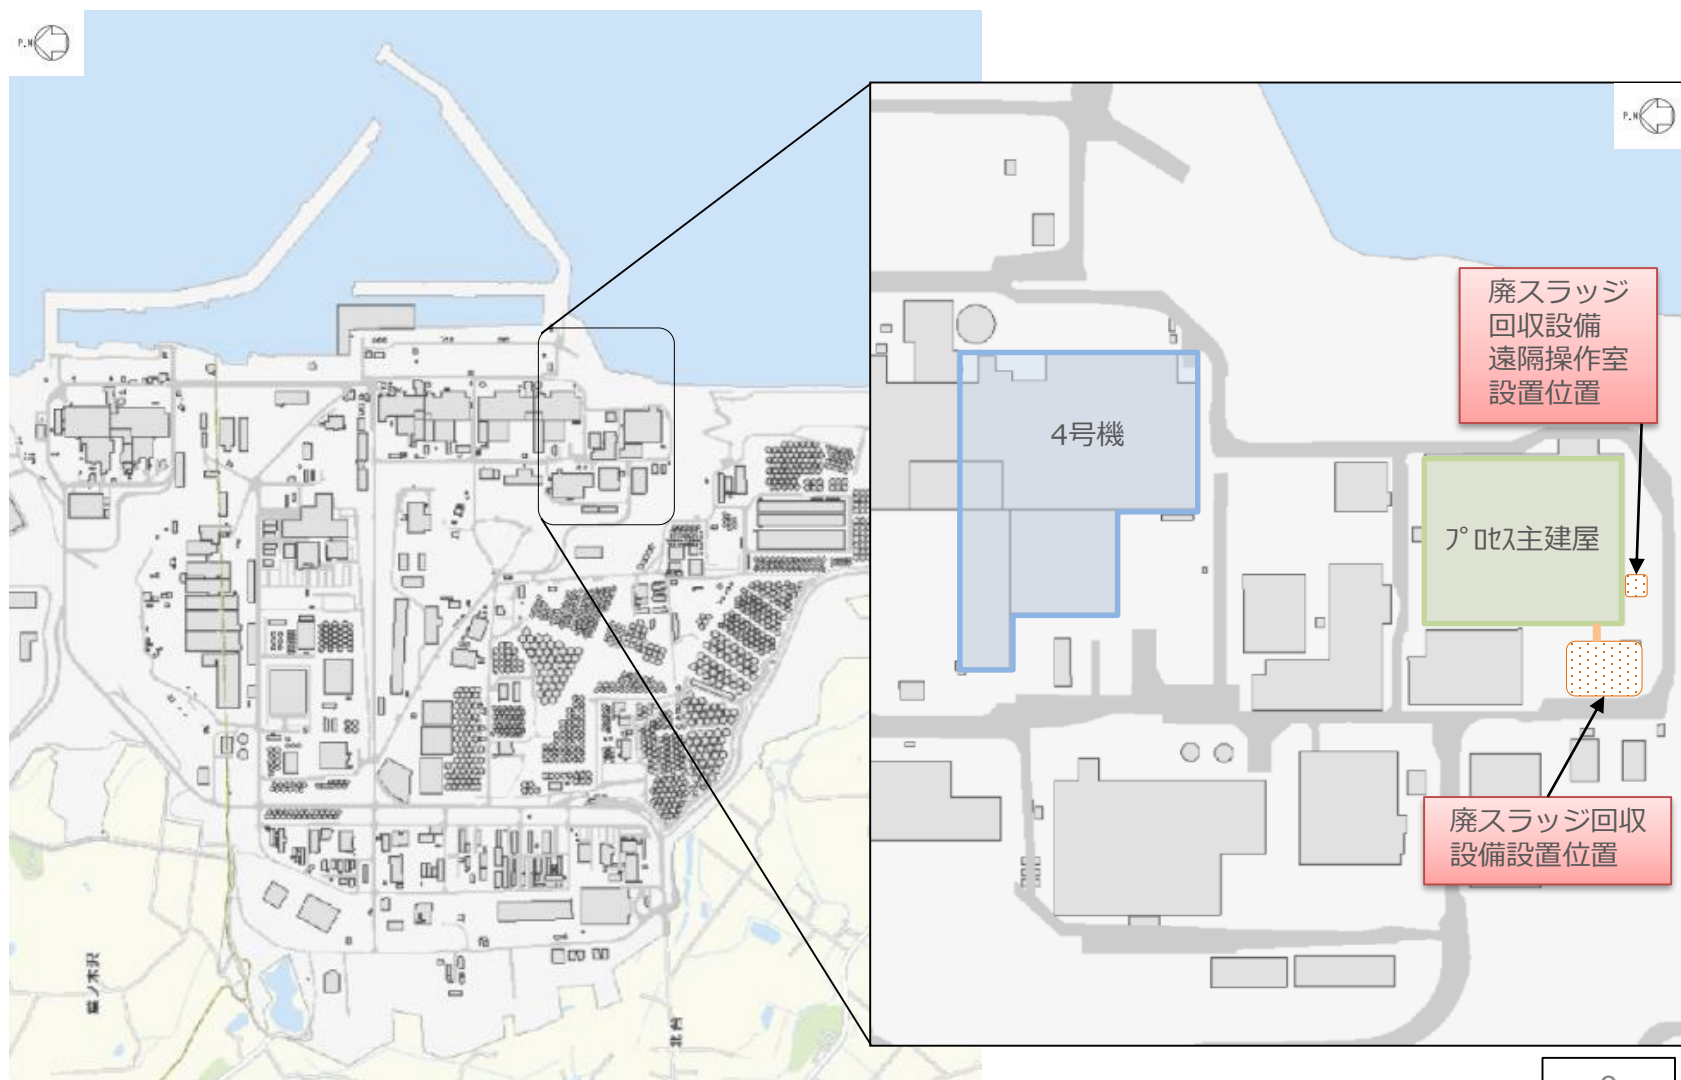 P.N
P.N
廃スラッジ
回収設備
遠隔操作室
設置位置
4号機
プロセス主建屋
廃スラッジ回収
設備設置位置
北台